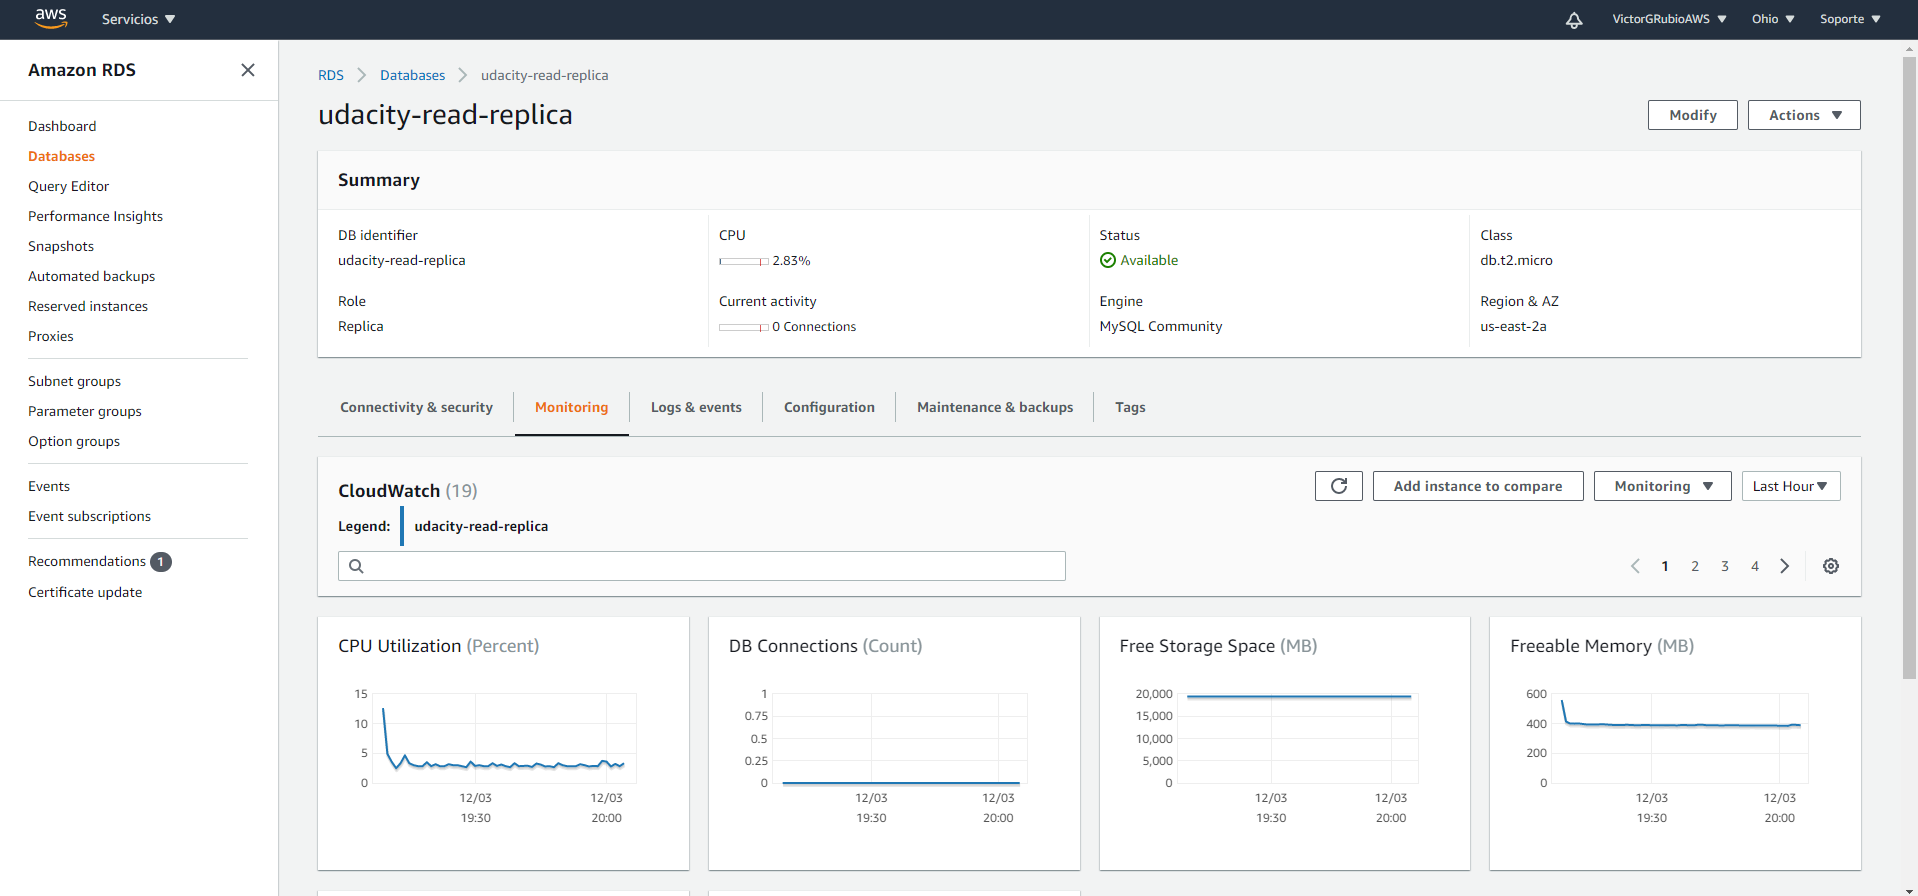 aws
Servicios
VictorGRubioAWS
Ohio
Soporte
Amazon RDS
Dashboard
Databases
Query Editor
Performance Insights
Snapshots
Automated backups
Reserved instances
Proxies
Subnet groups
Parameter groups
Option groups
Events
Event subscriptions
Recommendations 1
Certificate update
RDS > Databases > udacity-read-replica
udacity-read-replica
Modify
Actions
Summary
DB identifier
udacity-read-replica
CPU
2.83%
Status
Available
Class
db.t2.micro
Role
Replica
Current activity
0 Connections
Engine
MySQL Community
Region & AZ
us-east-2a
Connectivity & security
Monitoring
Logs & events
Configuration
Maintenance & backups
Tags
CloudWatch (19)
Add instance to compare
Monitoring
Last Hour
Legend: udacity-read-replica
1 2 3 4
CPU Utilization (Percent)
15
10
5
0
12/03 12/03
19:30 20:00
DB Connections (Count)
1
0.75
0.5
0.25
0
12/03 12/03
19:30 20:00
Free Storage Space (MB)
20,000
15,000
10,000
5,000
0
12/03 12/03
19:30 20:00
Freeable Memory (MB)
600
400
200
0
12/03 12/03
19:30 20:00